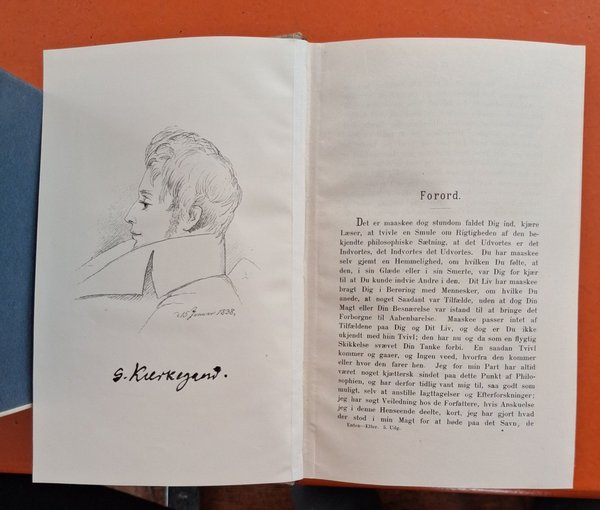 d. 15 Januar 1838.
S. Kierkegaard.
Forord.
Det er maaskee dog stundom faldet Dig ind, kjære
Læser, at tvivle en Smule om Rigtigheden af den be-
kjendte philosophiske Sætning, at det Udvortes er det
Indvortes, det Indvortes det Udvortes. Du har maaskee
selv gjemt en Hemmelighed, om hvilken Du følte, at
den, i sin Glæde eller i sin Smerte, var Dig for kjær
til at Du kunde indvie Andre i den. Dit Liv har maaskee
bragt Dig i Berøring med Mennesker, om hvilke Du
anede, at noget Saadant var Tilfælde, uden at dog Din
Magt eller Din Besnærelse var istand til at bringe det
Forborgne til Aabenbarelse. Maaskee passer intet af
Tilfældene paa Dig og Dit Liv, og dog er Du ikke
ukjendt med hiin Tvivl; den har nu og da som en flygtig
Skikkelse svævet Din Tanke forbi. En saadan Tvivl
kommer og gaaer, og Ingen veed, hvorfra den kommer
eller hvor den farer hen. Jeg for min Part har altid
været noget kjættersk sindet paa dette Punkt af Philo-
sophien, og har derfor tidlig vant mig til, saa godt som
muligt, selv at anstille Iagttagelser og Efterforskninger;
jeg har søgt Veiledning hos de Forfattere, hvis Anskuelse
jeg i denne Henseende deelte, kort, jeg har gjort hvad
der stod i min Magt for at bøde paa det Savn, de
Enten—Eller. 5. Udg.